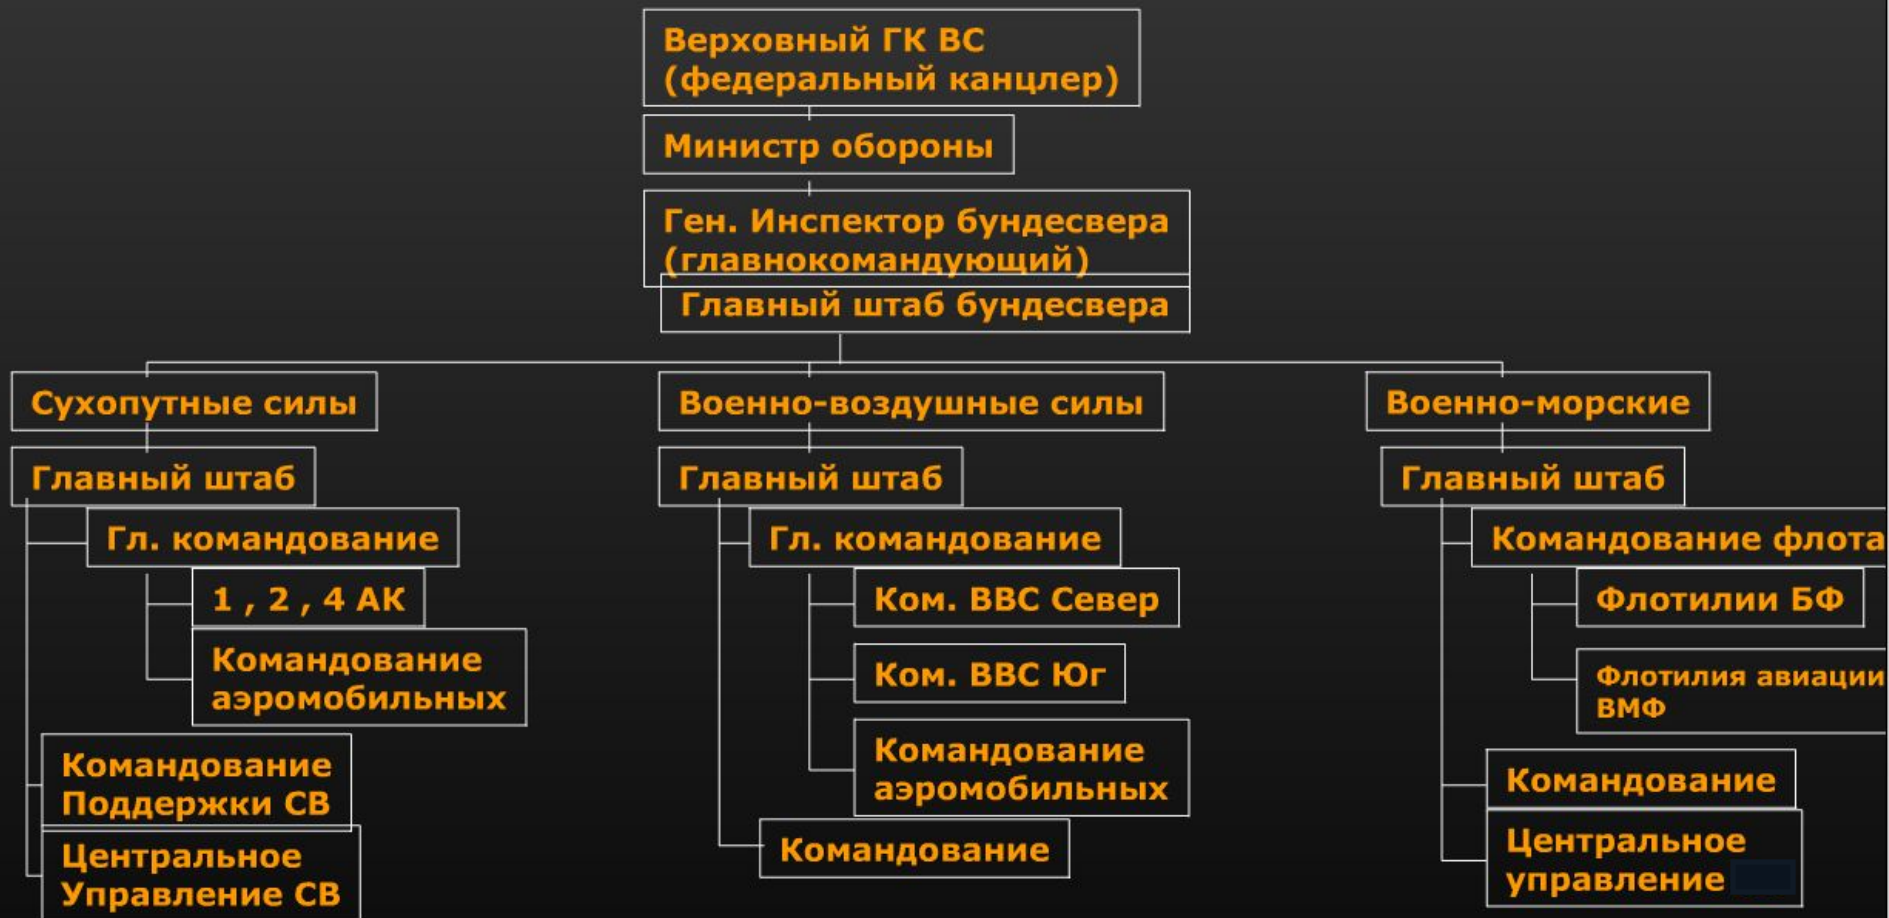 Верховный ГК ВС
(федеральный канцлер)
Министр обороны
Ген. Инспектор бундесвера
(главнокомандующий)
Главный штаб бундесвера
Сухопутные силы
Главный штаб
Гл. командование
1 , 2 , 4 АК
Командование
аэромобильных
Командование
Поддержки СВ
Центральное
Управление СВ
Военно-воздушные силы
Главный штаб
Гл. командование
Ком. ВВС Север
Ком. ВВС Юг
Командование
аэромобильных
Командование
Военно-морские
Главный штаб
Командование флота
Флотилии БФ
Флотилия авиации
ВМФ
Командование
Центральное
управление